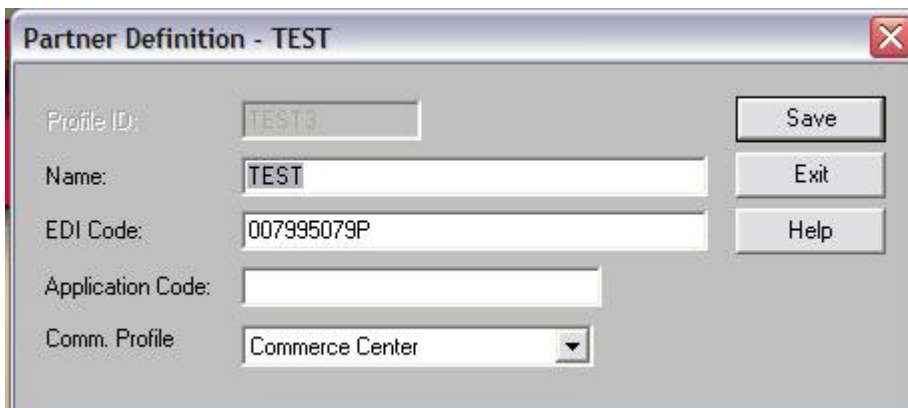 Partner Definition - TEST
Profile ID: TEST3 Save
Name: TEST Exit
EDI Code: 007995079P Help
Application Code:
Comm. Profile Commerce Center